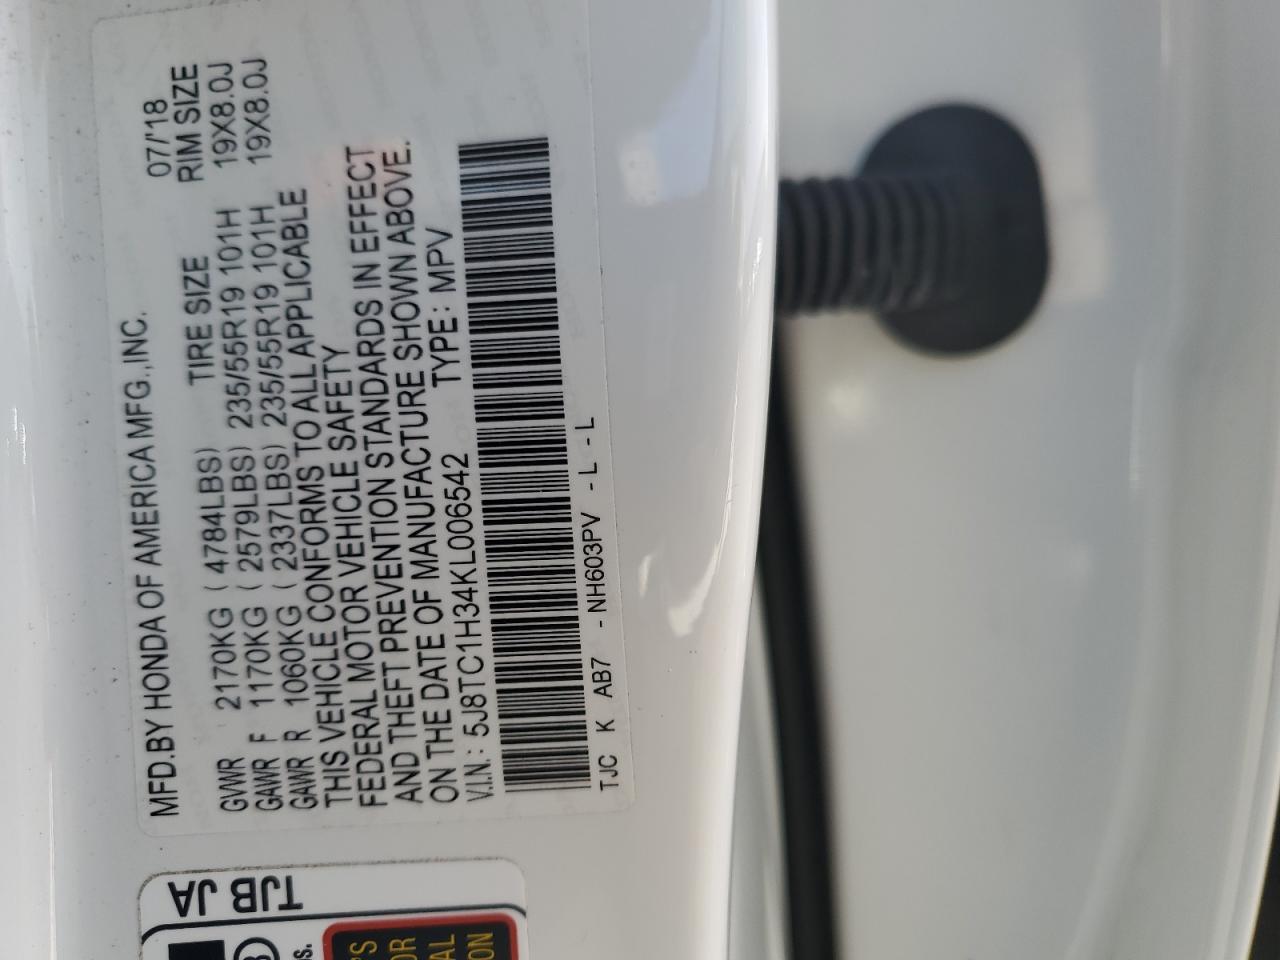 MFD.BY HONDA OF AMERICA MFG.,INC. 07/'18
TIRE SIZE RIM SIZE
GVWR 2170KG ( 4784LBS)
GAWR F 1170KG ( 2579LBS) 235/55R19 101H 19X8.0J
GAWR R 1060KG ( 2337LBS) 235/55R19 101H 19X8.0J
THIS VEHICLE CONFORMS TO ALL APPLICABLE
FEDERAL MOTOR VEHICLE SAFETY
AND THEFT PREVENTION STANDARDS IN EFFECT
ON THE DATE OF MANUFACTURE SHOWN ABOVE.
V.I.N.: 5J8TC1H34KL006542 TYPE: MPV
TJC K AB7 -NH603PV -L-L
TJB JA